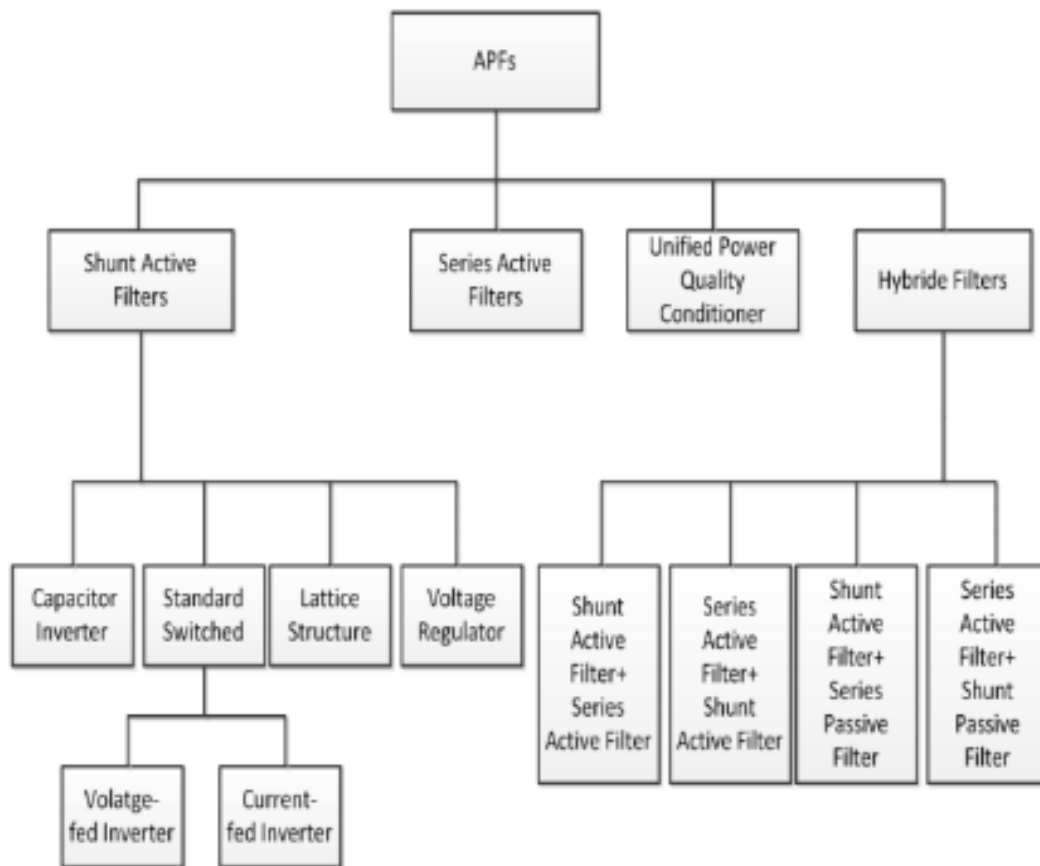 APFs
Shunt Active
Filters
Series Active
Filters
Unified Power
Quality
Conditioner
Hybride Filters
Capacitor
Inverter
Standard
Switched
Lattice
Structure
Voltage
Regulator
Shunt
Active
Filter+
Series
Active Filter
Series
Active
Filter+
Shunt
Active Filter
Shunt
Active
Filter+
Series
Passive
Filter
Series
Active
Filter+
Shunt
Passive
Filter
Volatge-
fed Inverter
Current-
fed Inverter